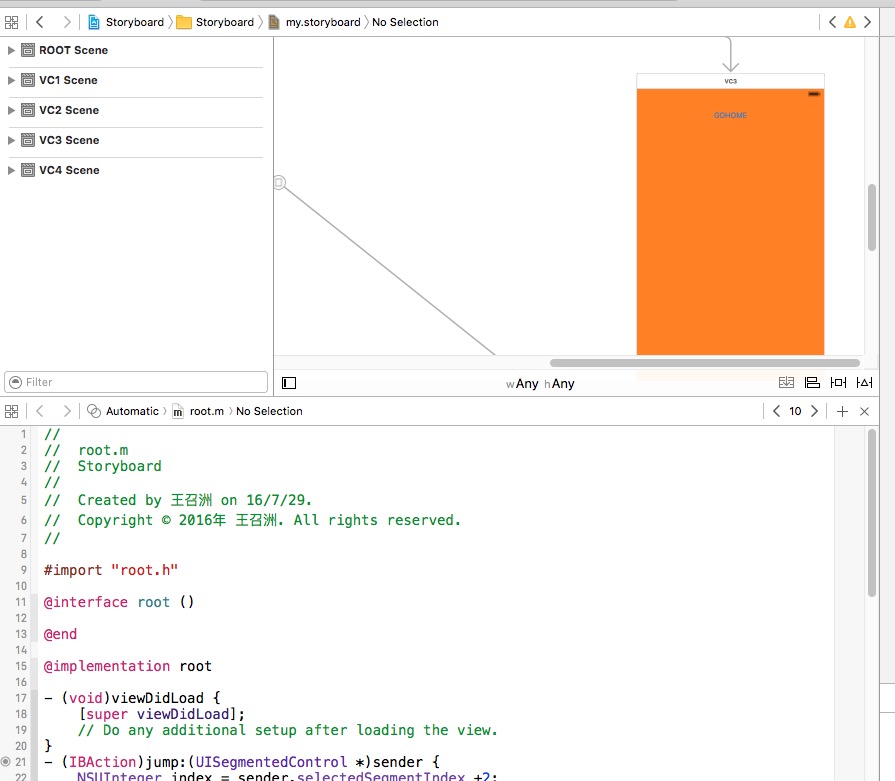 Storyboard Storyboard my.storyboard No Selection
ROOT Scene
VC1 Scene
VC2 Scene
VC3 Scene
VC4 Scene
VC3
GOHOME
Filter
wAny hAny
Automatic m root.m No Selection 10
1 //
2 //  root.m
3 //  Storyboard
4 //
5 //  Created by 王召洲 on 16/7/29.
6 //  Copyright © 2016年 王召洲. All rights reserved.
7 //
8
9 #import "root.h"
10
11 @interface root ()
12
13 @end
14
15 @implementation root
16
17 - (void)viewDidLoad {
18     [super viewDidLoad];
19     // Do any additional setup after loading the view.
20 }
21 - (IBAction)jump:(UISegmentedControl *)sender {
22     NSUInteger index = sender.selectedSegmentIndex +2;